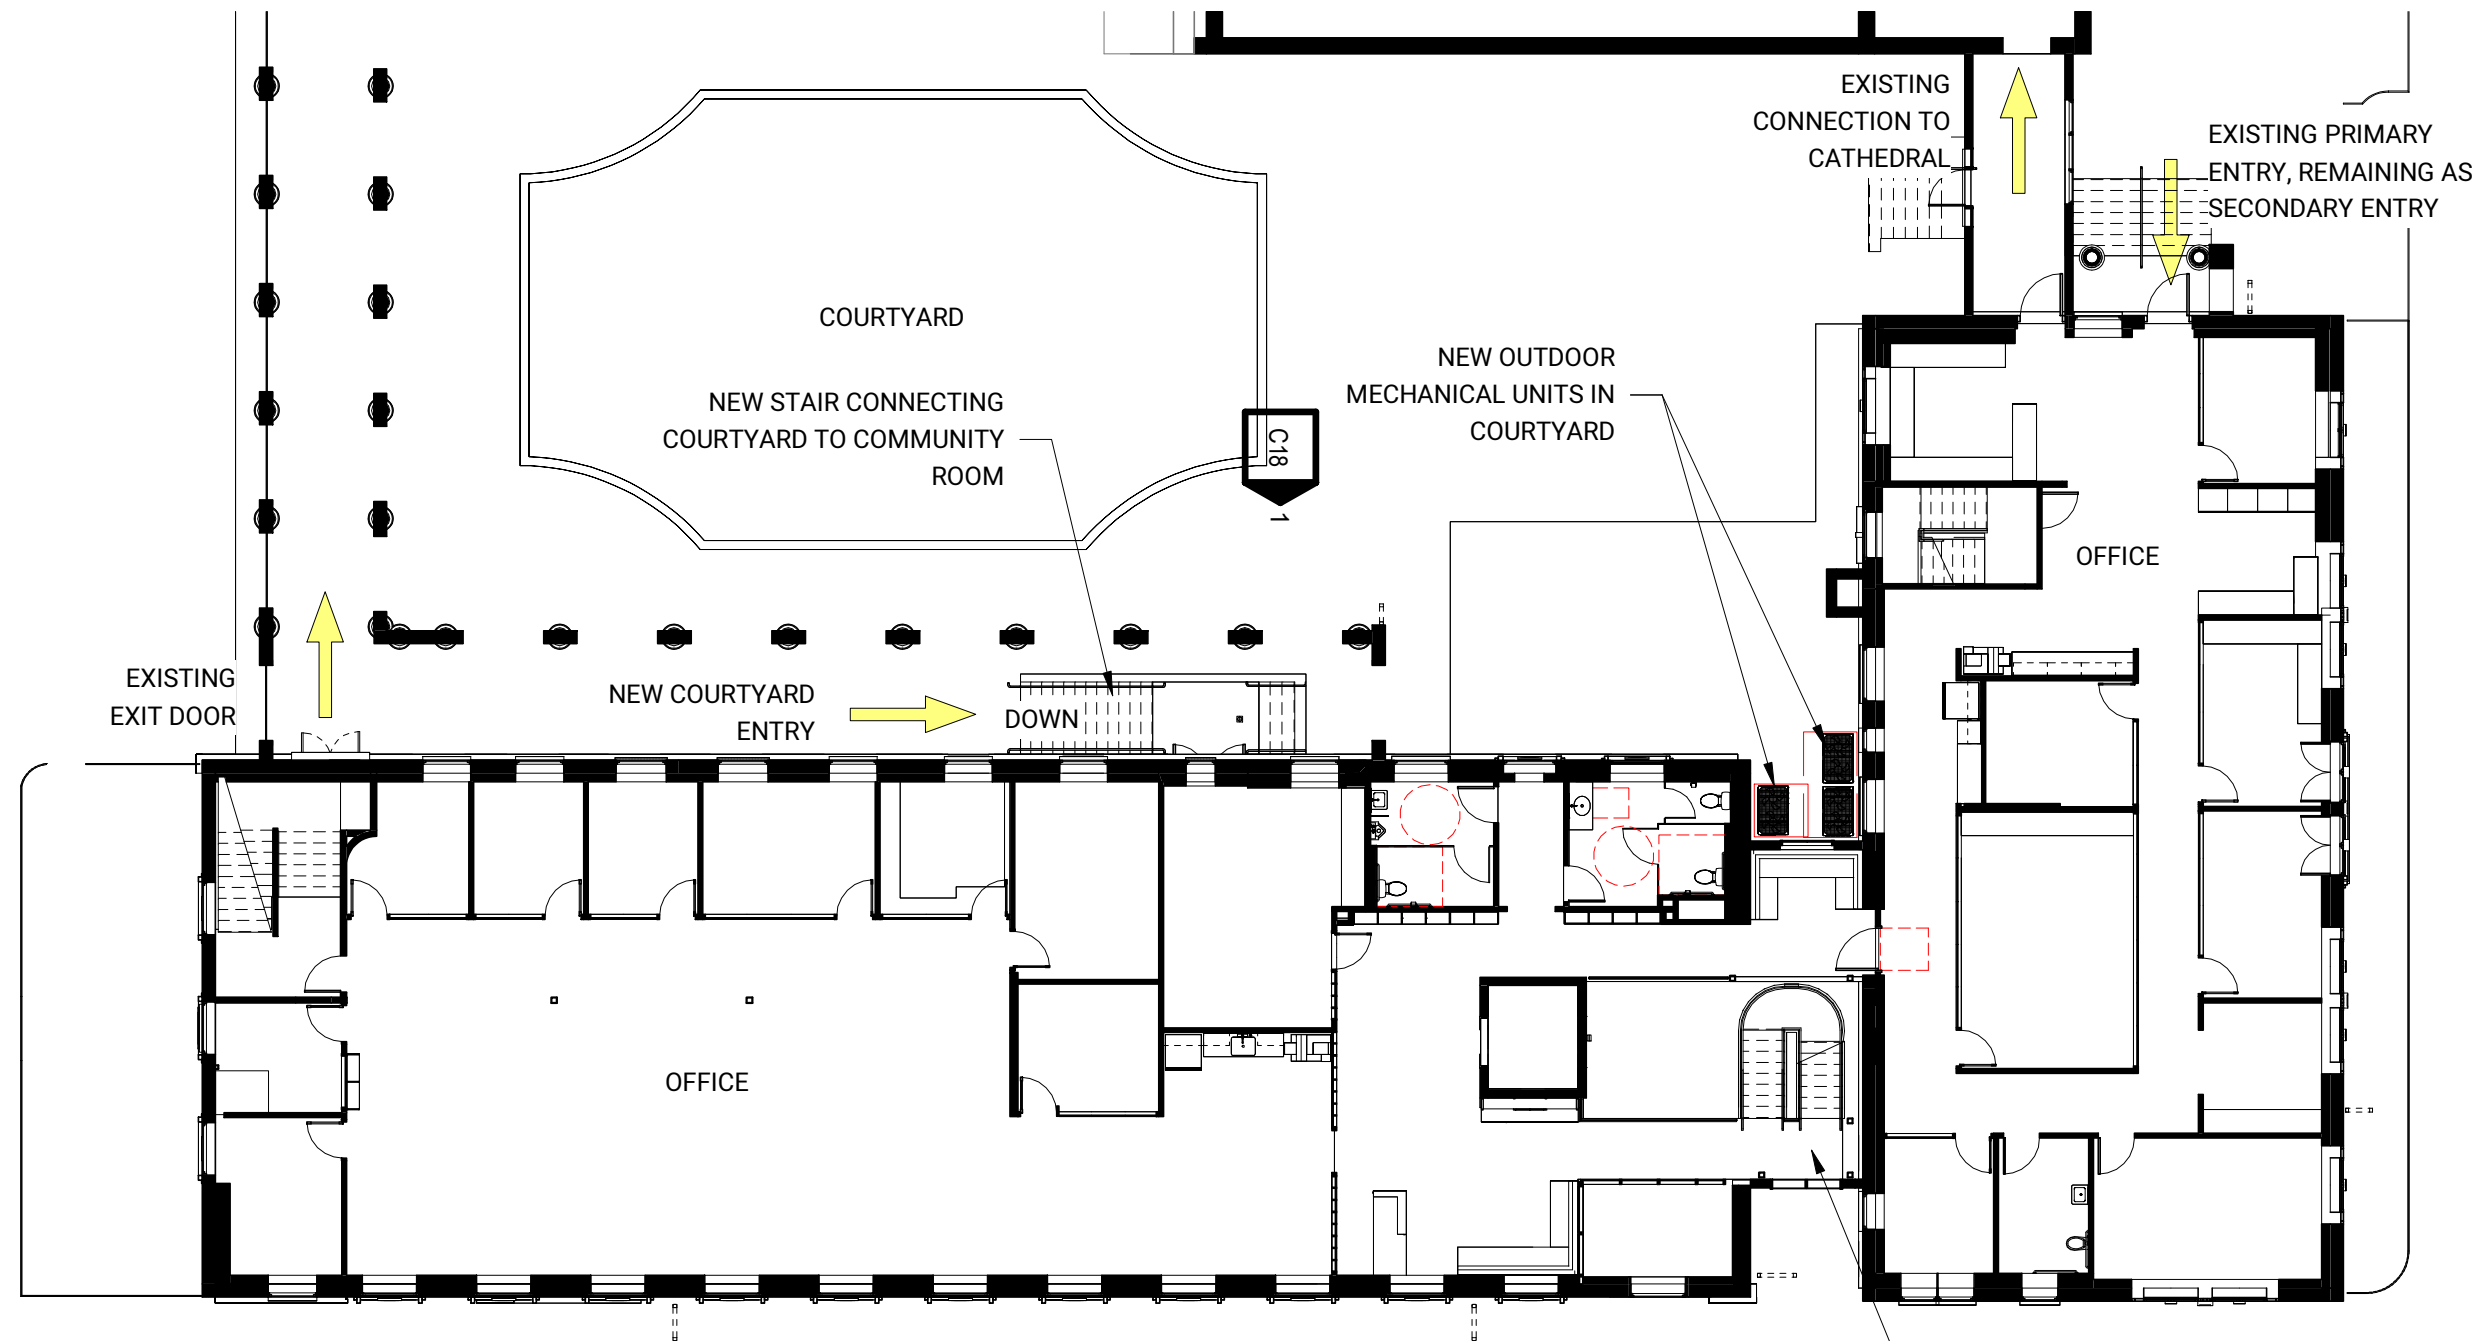 EXISTING
CONNECTION TO
CATHEDRAL
EXISTING PRIMARY
ENTRY, REMAINING AS
SECONDARY ENTRY
COURTYARD
NEW OUTDOOR
MECHANICAL UNITS IN
COURTYARD
NEW STAIR CONNECTING
COURTYARD TO COMMUNITY
ROOM
C18
1
OFFICE
EXISTING
EXIT DOOR
NEW COURTYARD
ENTRY
DOWN
OFFICE